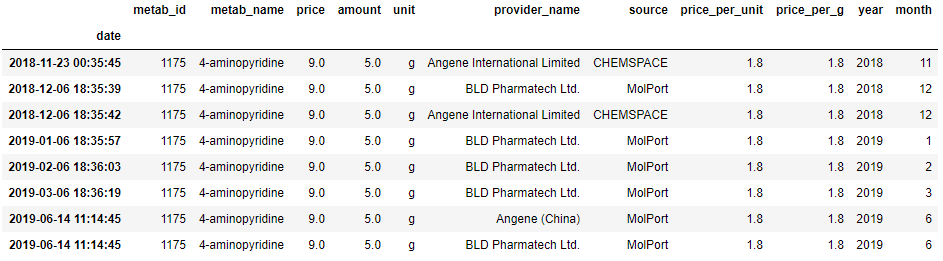 metab_id metab_name price amount unit provider_name source price_per_unit price_per_g year month
date
2018-11-23 00:35:45 1175 4-aminopyridine 9.0 5.0 g Angene International Limited CHEMSPACE 1.8 1.8 2018 11
2018-12-06 18:35:39 1175 4-aminopyridine 9.0 5.0 g BLD Pharmatech Ltd. MolPort 1.8 1.8 2018 12
2018-12-06 18:35:42 1175 4-aminopyridine 9.0 5.0 g Angene International Limited CHEMSPACE 1.8 1.8 2018 12
2019-01-06 18:35:57 1175 4-aminopyridine 9.0 5.0 g BLD Pharmatech Ltd. MolPort 1.8 1.8 2019 1
2019-02-06 18:36:03 1175 4-aminopyridine 9.0 5.0 g BLD Pharmatech Ltd. MolPort 1.8 1.8 2019 2
2019-03-06 18:36:19 1175 4-aminopyridine 9.0 5.0 g BLD Pharmatech Ltd. MolPort 1.8 1.8 2019 3
2019-06-14 11:14:45 1175 4-aminopyridine 9.0 5.0 g Angene (China) MolPort 1.8 1.8 2019 6
2019-06-14 11:14:45 1175 4-aminopyridine 9.0 5.0 g BLD Pharmatech Ltd. MolPort 1.8 1.8 2019 6